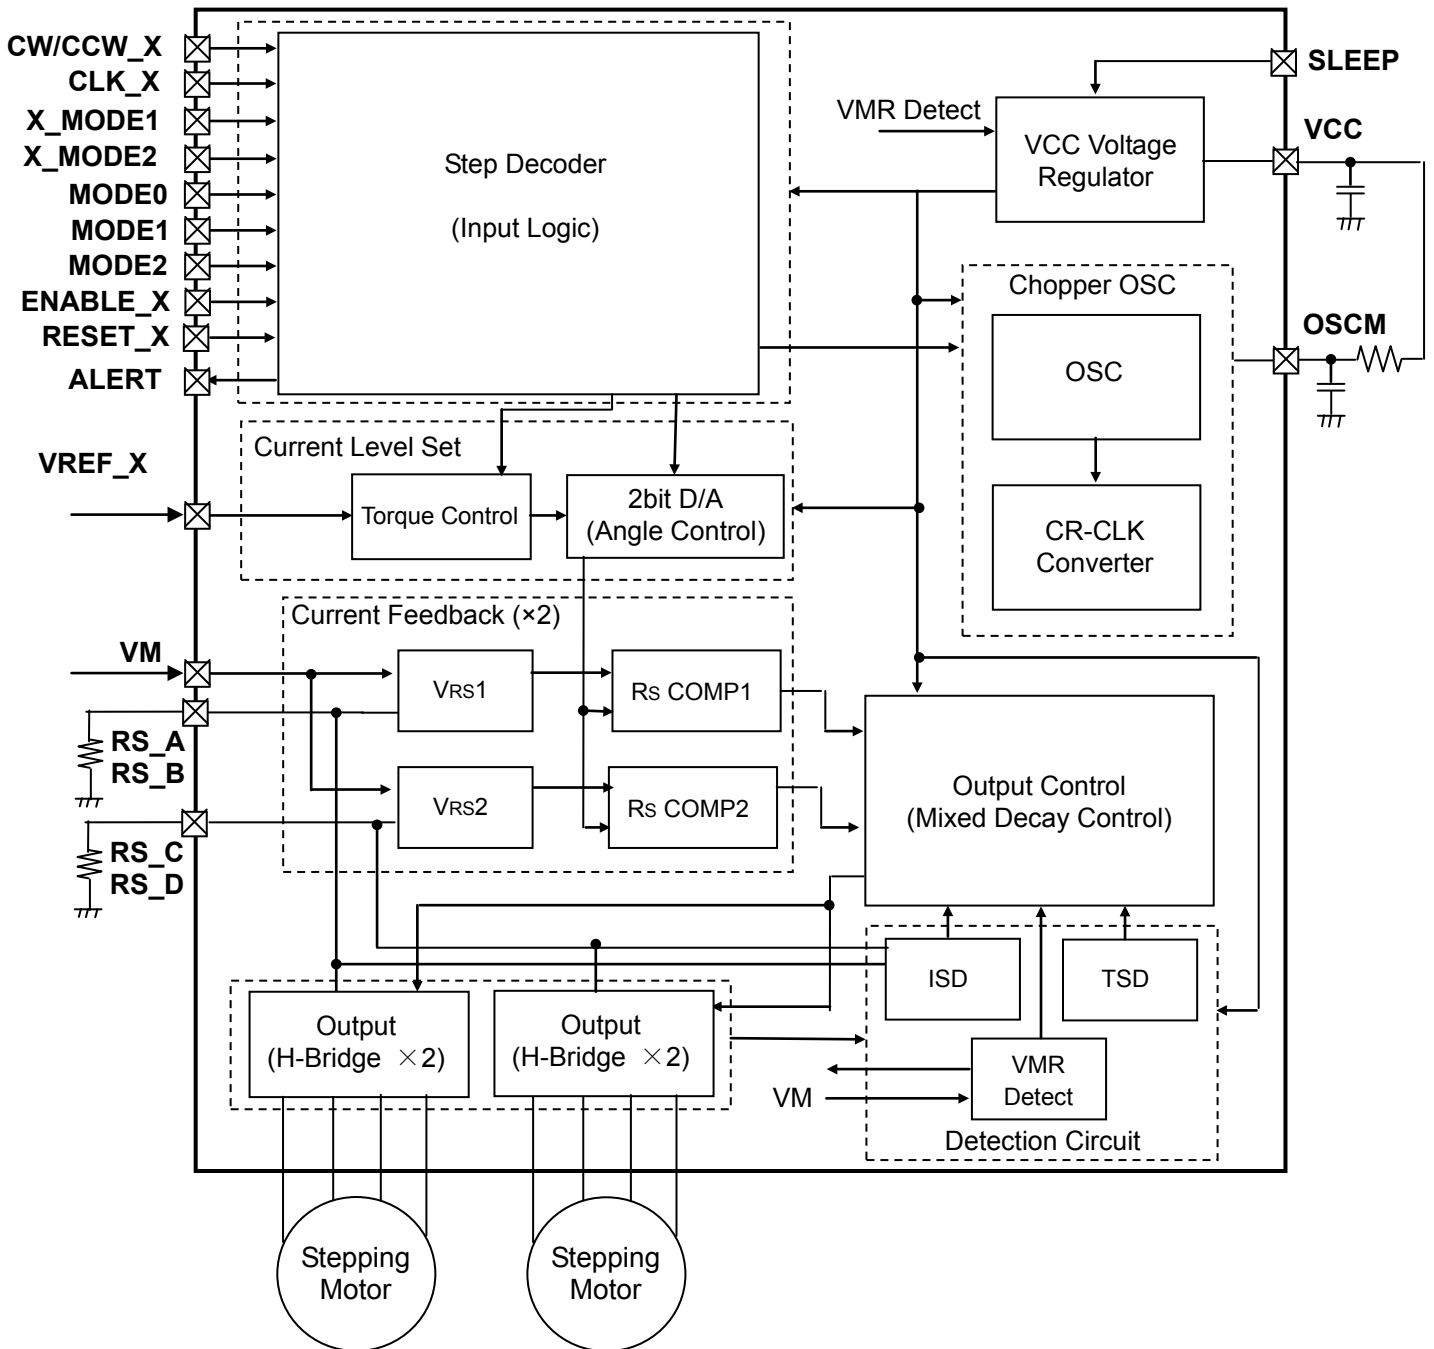 CW/CCW_X
CLK_X
X_MODE1
X_MODE2
MODE0
MODE1
MODE2
ENABLE_X
RESET_X
ALERT
Step Decoder
(Input Logic)
SLEEP
VMR Detect
VCC Voltage
Regulator
VCC
Chopper OSC
OSC
CR-CLK
Converter
OSCM
VREF_X
Current Level Set
Torque Control
2bit D/A
(Angle Control)
Current Feedback (×2)
VM
VRS1
RS COMP1
RS_A
RS_B
VRS2
RS COMP2
RS_C
RS_D
Output Control
(Mixed Decay Control)
ISD
TSD
VMR
Detect
VM
Detection Circuit
Output
(H-Bridge ×2)
Output
(H-Bridge ×2)
Stepping
Motor
Stepping
Motor